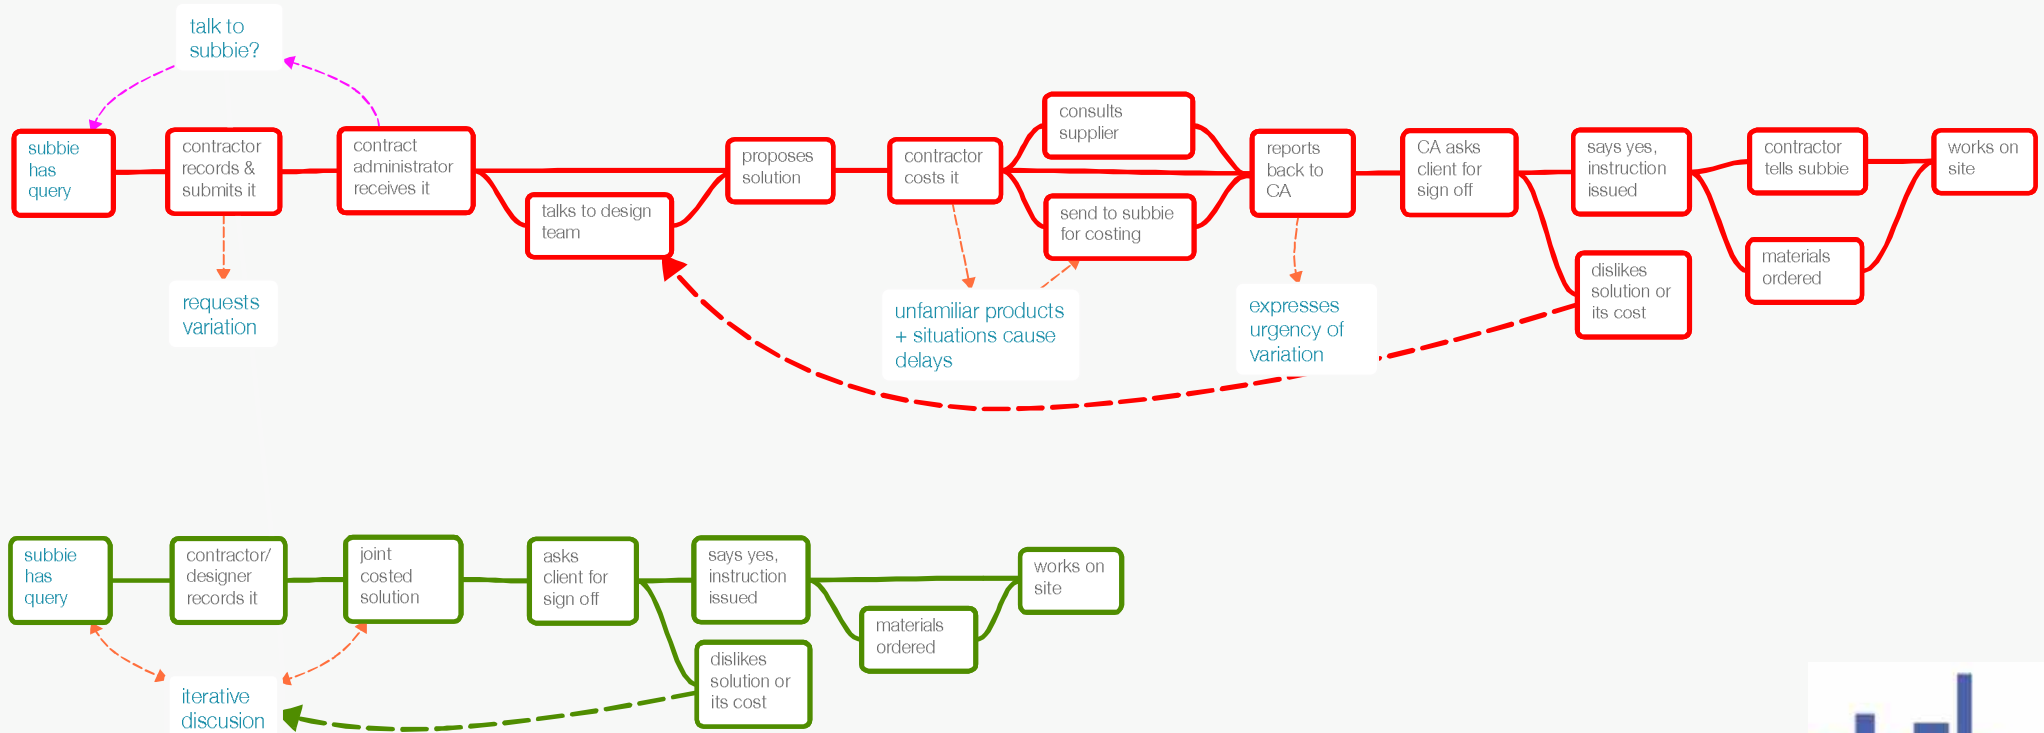 talk to
subbie?
subbie
has
query
contractor
records &
submits it
contract
administrator
receives it
talks to design
team
proposes
solution
contractor
costs it
consults
supplier
send to subbie
for costing
reports
back to
CA
CA asks
client for
sign off
says yes,
instruction
issued
dislikes
solution or
its cost
contractor
tells subbie
materials
ordered
works on
site
requests
variation
unfamiliar products
+ situations cause
delays
expresses
urgency of
variation
subbie
has
query
contractor/
designer
records it
joint
costed
solution
asks
client for
sign off
says yes,
instruction
issued
dislikes
solution or
its cost
materials
ordered
works on
site
iterative
discusion